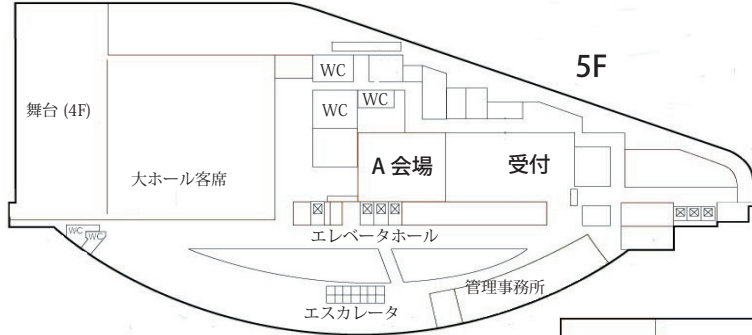 5F
WC
WC
WC
舞台 (4F)
大ホール客席
A 会場
受付
エレベータホール
WC
WC
管理事務所
エスカレータ